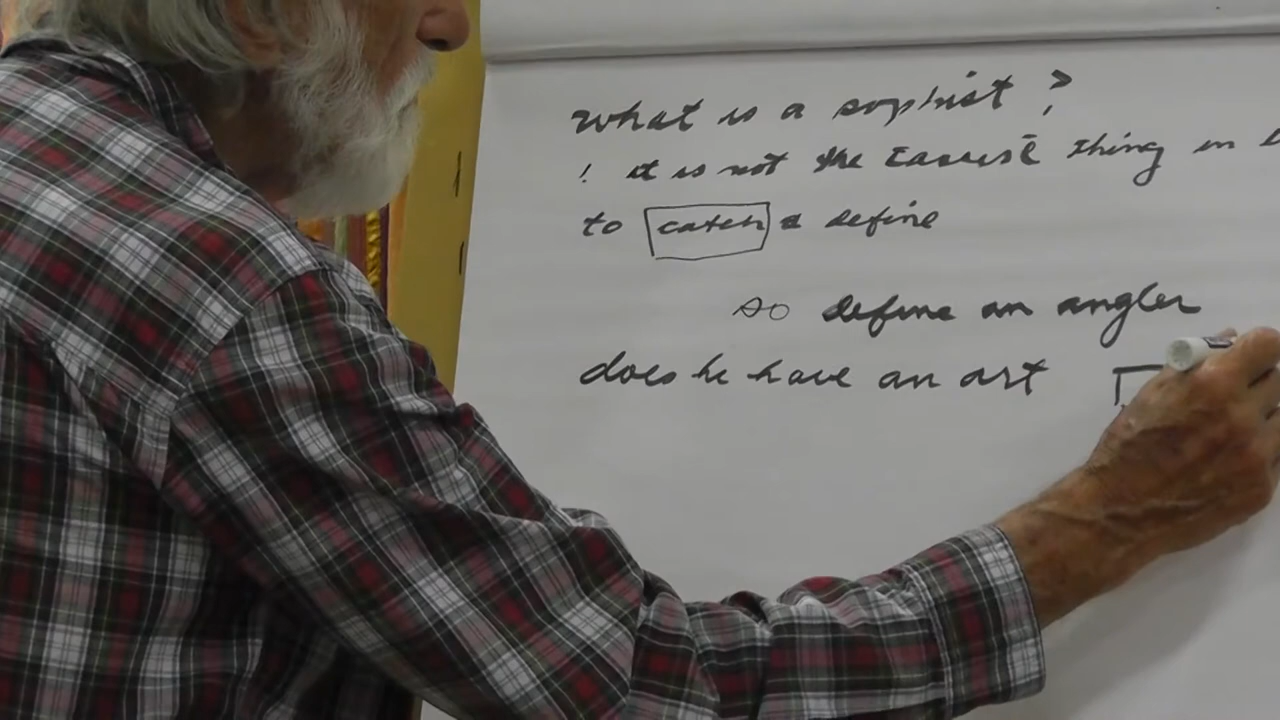 What is a sophist ?
! it is not the Easiest thing in
to catch & define
so define an angler
does he have an art